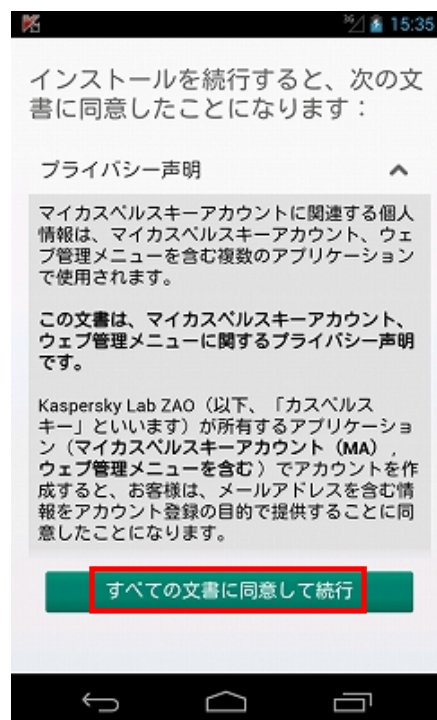 15:35
インストールを続行すると、次の文
書に同意したことになります：
プライバシー声明
マイカスペルスキーアカウントに関連する個人
情報は、マイカスペルスキーアカウント、ウェ
ブ管理メニューを含む複数のアプリケーション
で使用されます。
この文書は、マイカスペルスキーアカウント、
ウェブ管理メニューに関するプライバシー声明
です。
Kaspersky Lab ZAO（以下、「カスペルス
キー」といいます）が所有するアプリケーショ
ン（マイカスペルスキーアカウント（MA）,
ウェブ管理メニューを含む）でアカウントを作
成すると、お客様は、メールアドレスを含む情
報をアカウント登録の目的で提供することに同
意したことになります。
すべての文書に同意して続行